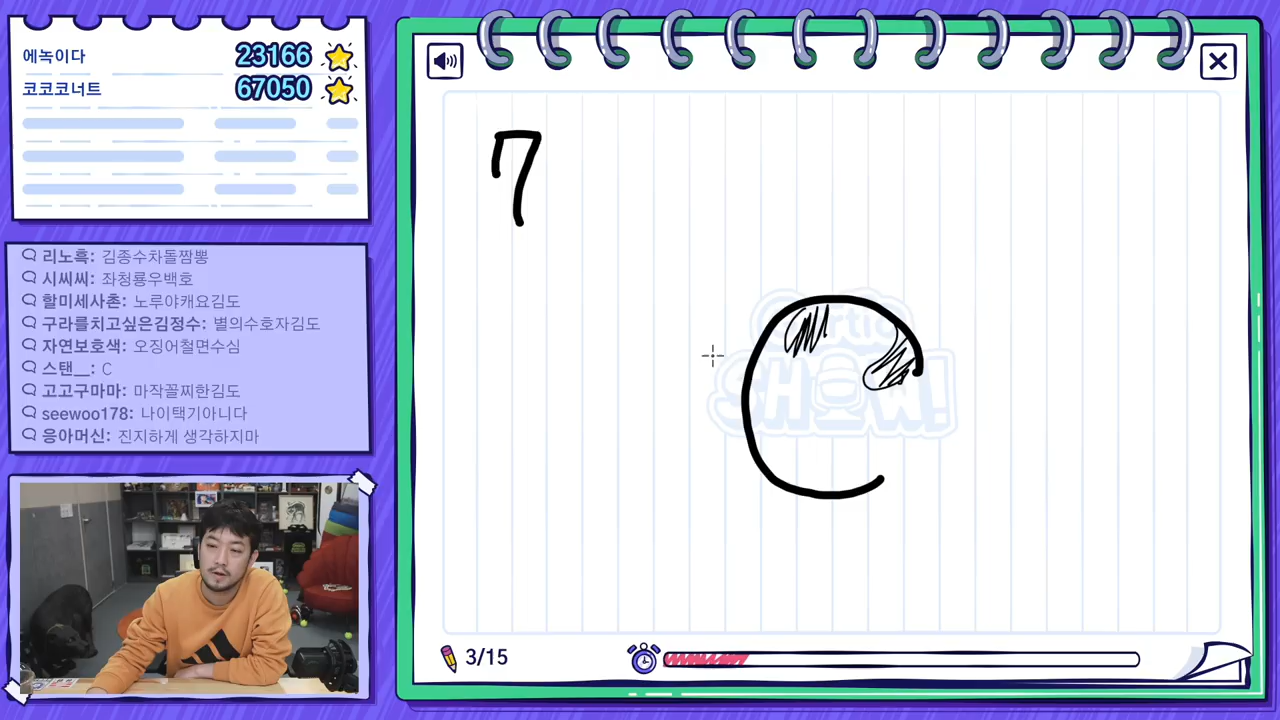 에녹이다 23166
코코코너트 67050
리노흑: 김종수차돌짬뽕
시씨씨: 좌청룡우백호
할미세사촌: 노루야캐요김도
구라를치고싶은김정수: 별의수호자김도
자연보호색: 오징어철면수심
스탠__: C
고고구마마: 마작꼴찌한김도
seewoo178: 나이택기아니다
응아머신: 진지하게 생각하지마
7
Gartic
SHOW!
3/15